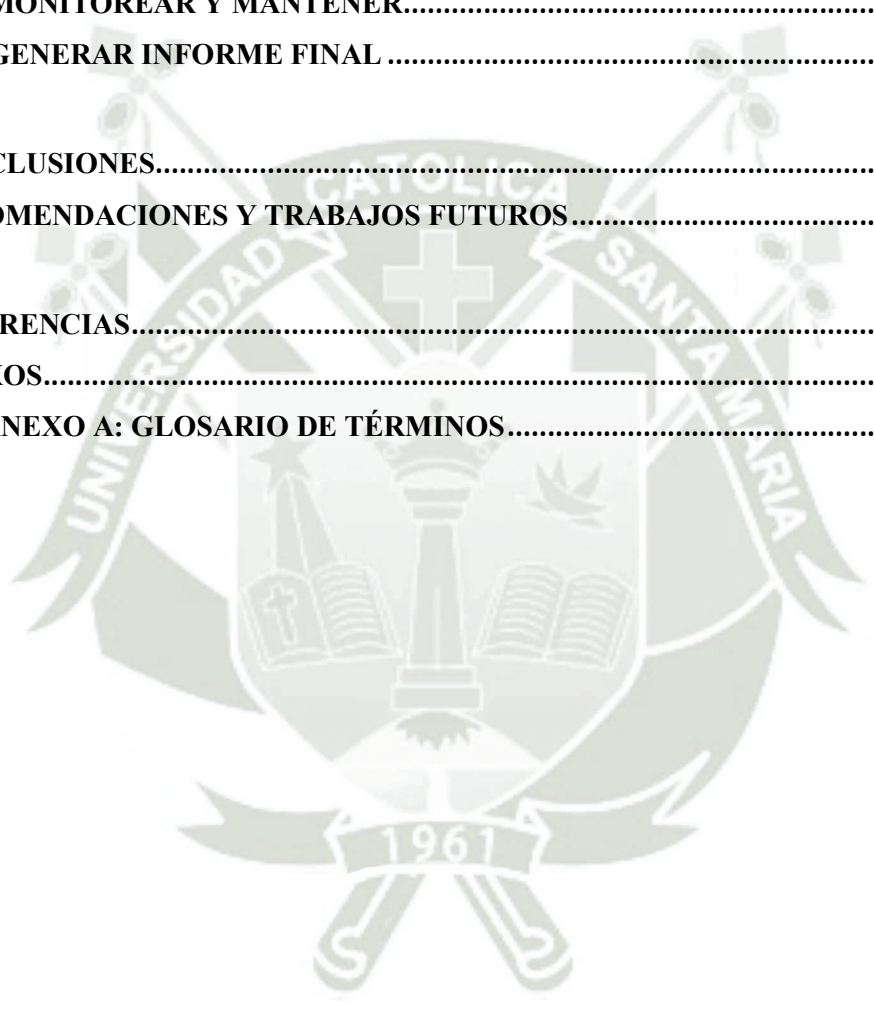 MONITOREAR Y MANTENER................................................................
GENERAR INFORME FINAL ................................................................
CLUSIONES................................................................
OMENDACIONES Y TRABAJOS FUTUROS................................................................
RENCIAS................................................................
XOS................................................................
NEXO A: GLOSARIO DE TÉRMINOS................................................................
UNIVERSIDAD CATOLICA SANTA MARIA
1961